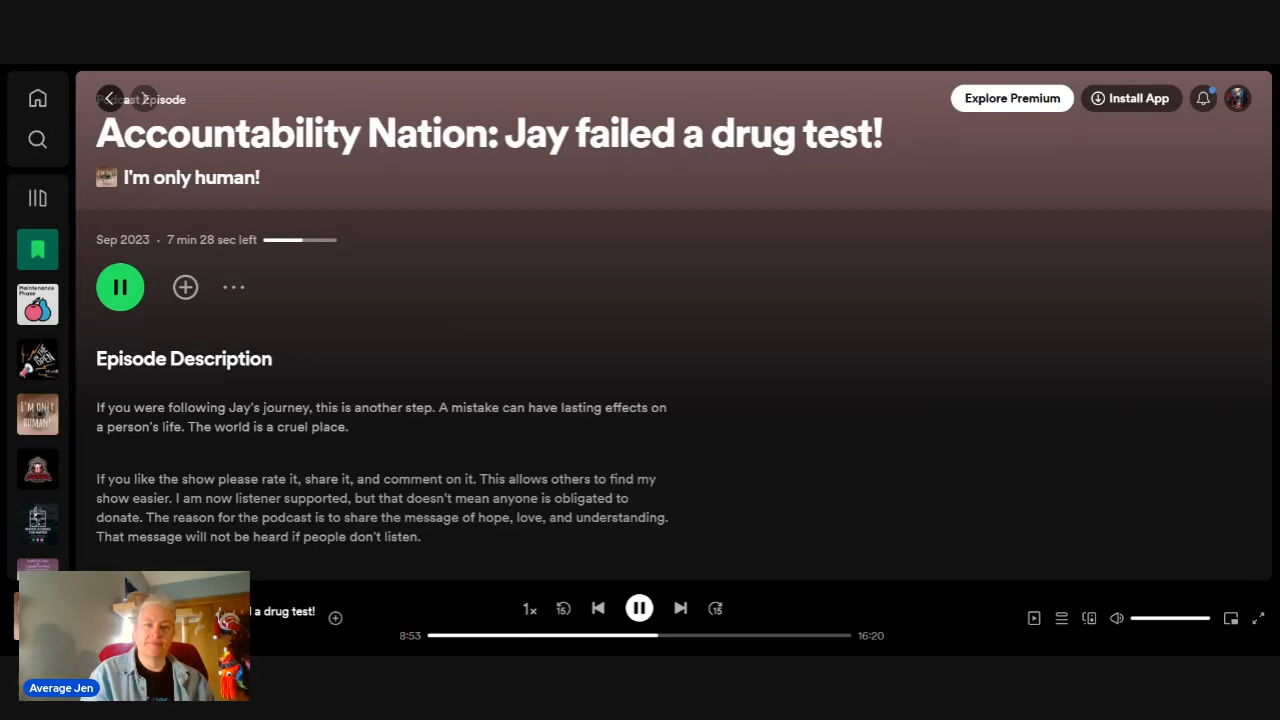 Podcast Episode
Explore Premium
Install App
Accountability Nation: Jay failed a drug test!
I'm only human!
Sep 2023 · 7 min 28 sec left
Maintenance
Phase
I'M ONLY
HUMAN!
Episode Description
If you were following Jay's journey, this is another step. A mistake can have lasting effects on
a person's life. The world is a cruel place.
If you like the show please rate it, share it, and comment on it. This allows others to find my
show easier. I am now listener supported, but that doesn't mean anyone is obligated to
donate. The reason for the podcast is to share the message of hope, love, and understanding.
That message will not be heard if people don't listen.
a drug test!
1x
15
15
8:53
16:20
Average Jen